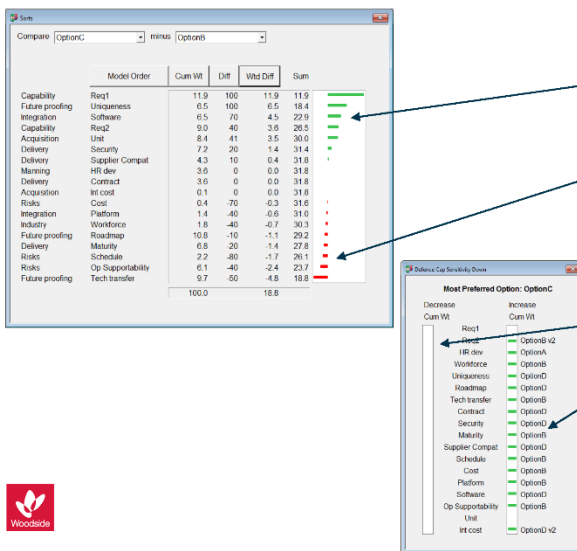 Sorts
Compare OptionC minus OptionB
Model Order Cum Wt Diff Wtd Diff Sum
Capability Req1 11.9 100 11.9 11.9
Future proofing Uniqueness 6.5 100 6.5 18.4
Integration Software 6.5 70 4.5 22.9
Capability Req2 9.0 40 3.6 26.5
Acquisition Unit 8.4 41 3.5 30.0
Delivery Security 7.2 20 1.4 31.4
Delivery Supplier Compat 4.3 10 0.4 31.8
Manning HR dev 3.6 0 0.0 31.8
Delivery Contract 3.6 0 0.0 31.8
Acquisition Int cost 0.1 0 0.0 31.8
Risks Cost 0.4 -70 -0.3 31.6
Integration Platform 1.4 -40 -0.6 31.0
Industry Workforce 1.8 -40 -0.7 30.3
Future proofing Roadmap 10.8 -10 -1.1 29.2
Delivery Maturity 6.8 -20 -1.4 27.8
Risks Schedule 2.2 -80 -1.7 26.1
Risks Op Supportability 6.1 -40 -2.4 23.7
Future proofing Tech transfer 9.7 -50 -4.8 18.8
100.0 18.8
Defence Cap Sensitivity Down
Most Preferred Option: OptionC
Decrease Increase
Cum Wt Cum Wt
Req1
Req2 OptionB v2
HR dev OptionA
Workforce OptionB
Uniqueness OptionD
Roadmap OptionD
Tech transfer OptionB
Contract OptionD
Security OptionD
Maturity OptionB
Supplier Compat OptionD
Schedule OptionB
Cost OptionB
Platform OptionB
Software OptionD
Op Supportability OptionB
Unit
Int cost OptionD v2
Woodside